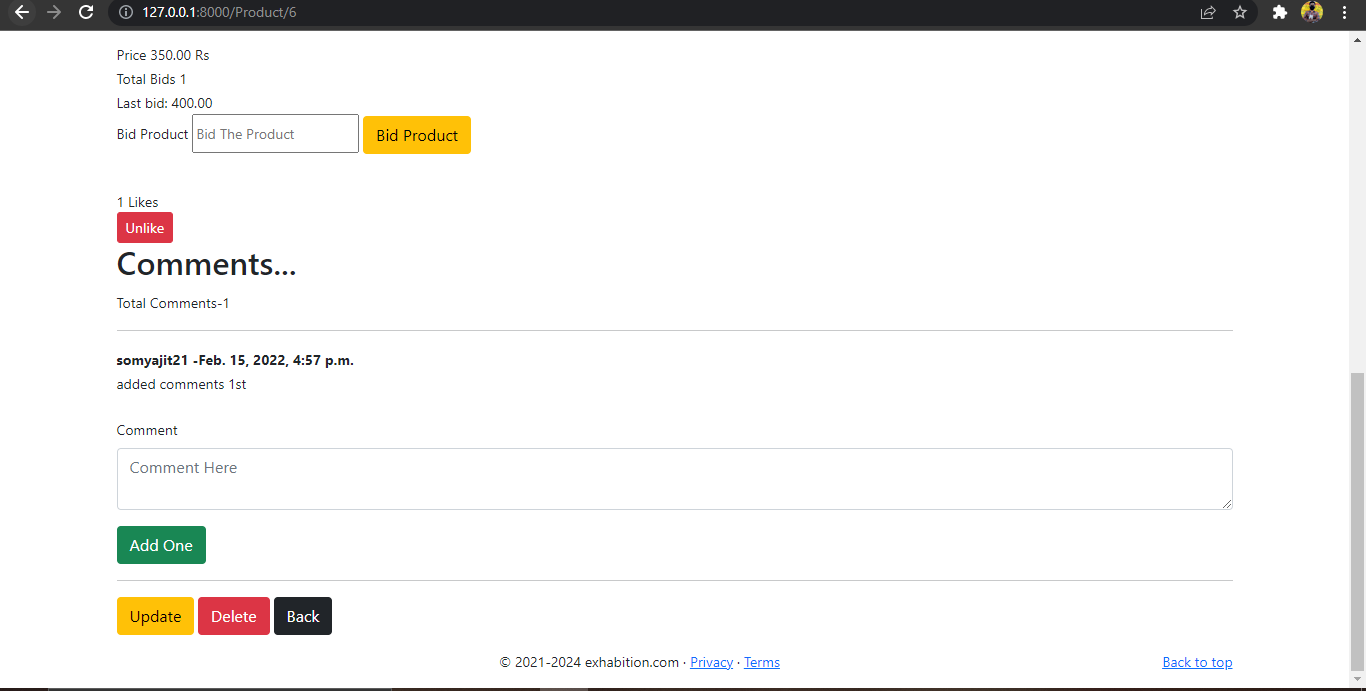 127.0.0.1:8000/Product/6
Price 350.00 Rs
Total Bids 1
Last bid: 400.00
Bid Product Bid The Product Bid Product
1 Likes
Unlike
Comments...
Total Comments-1
somyajit21 -Feb. 15, 2022, 4:57 p.m.
added comments 1st
Comment
Comment Here
Add One
Update Delete Back
© 2021-2024 exhabition.com · Privacy · Terms Back to top